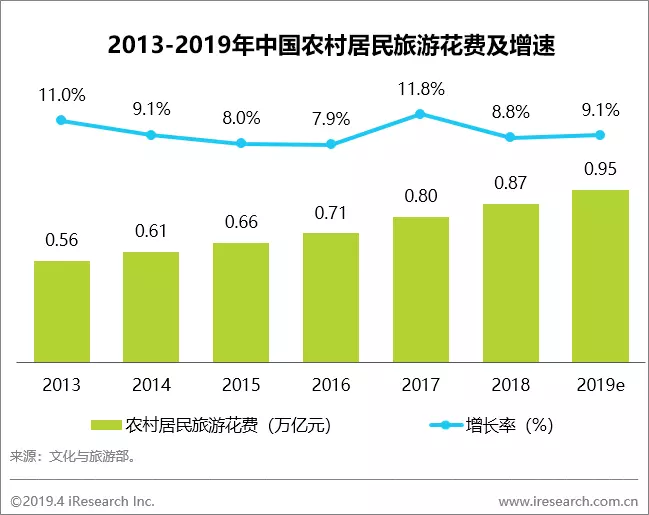 2013-2019年中国农村居民旅游花费及增速
11.0% 9.1% 8.0% 7.9% 11.8% 8.8% 9.1%
0.56 0.61 0.66 0.71 0.80 0.87 0.95
2013 2014 2015 2016 2017 2018 2019e
农村居民旅游花费（万亿元） 增长率（%）
来源：文化与旅游部。
©2019.4 iResearch Inc. www.iresearch.com.cn